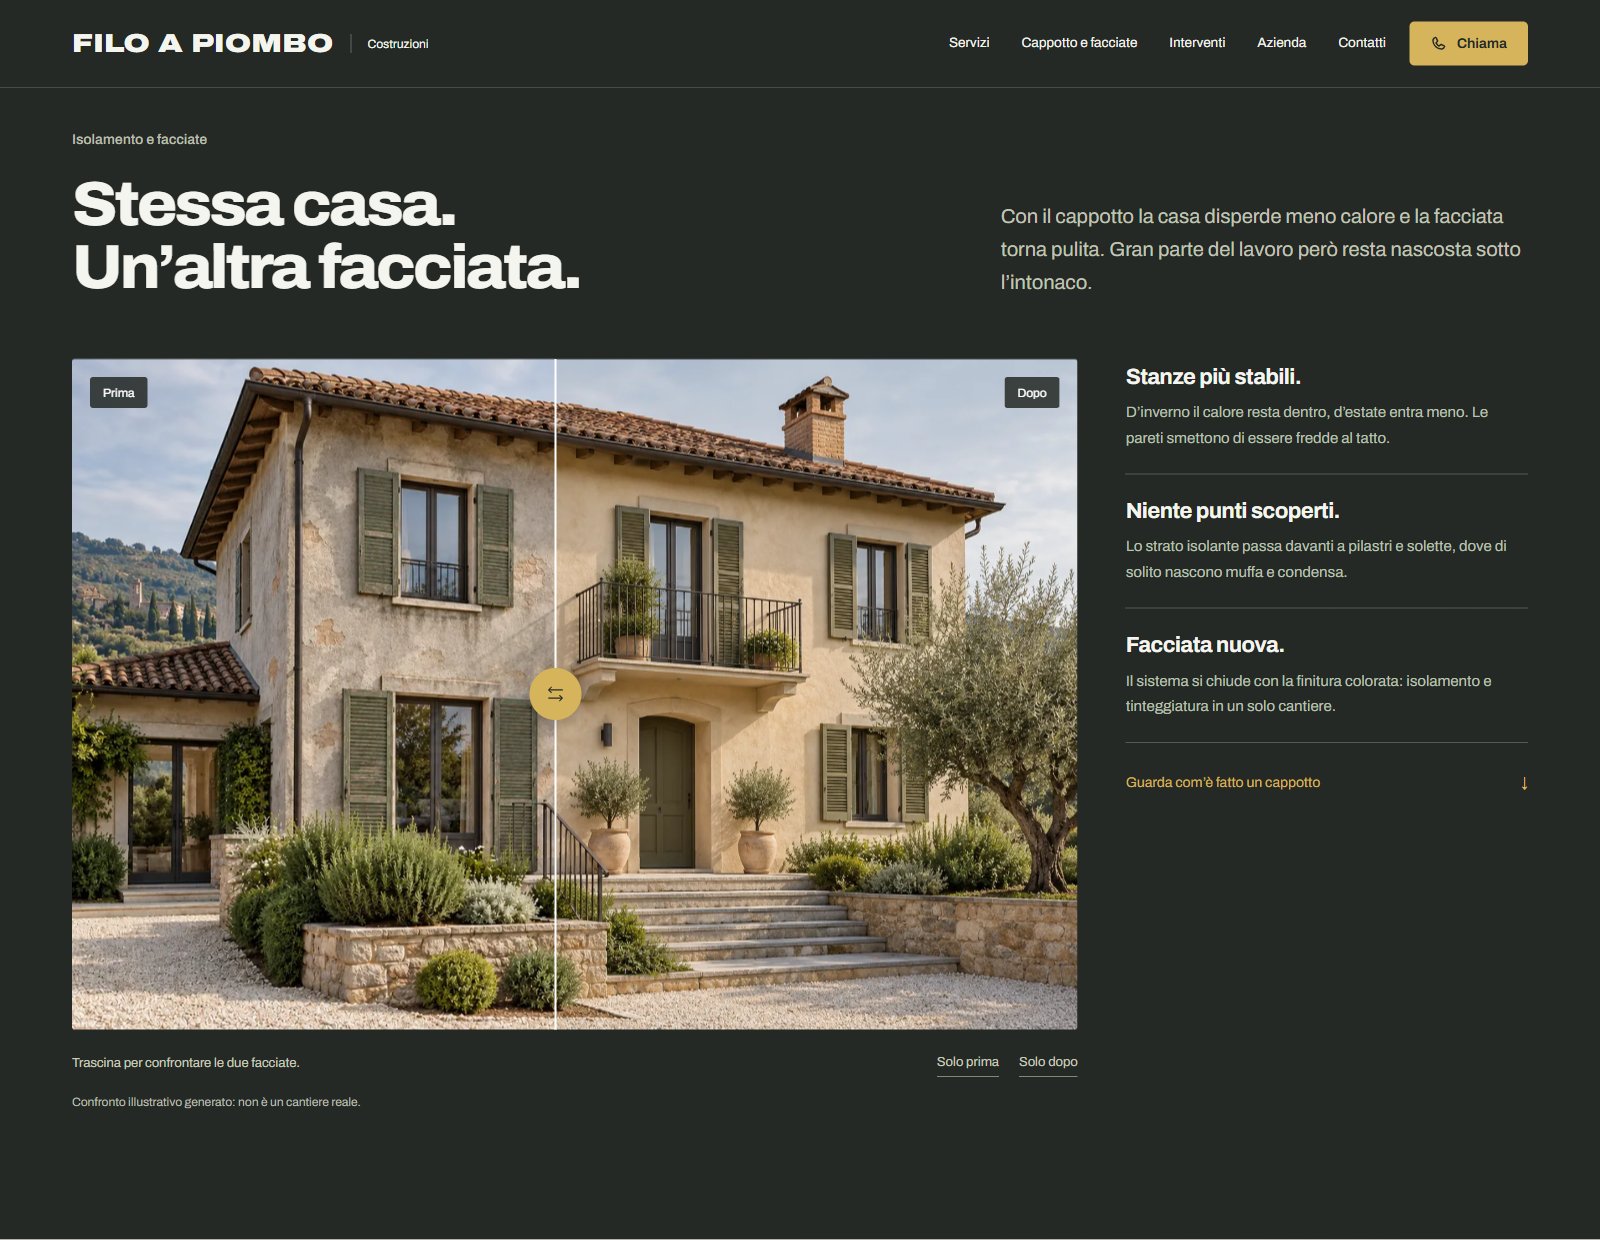 FILO A PIOMBO
Costruzioni
Servizi
Cappotto e facciate
Interventi
Azienda
Contatti
Chiama
Isolamento e facciate
Stessa casa.
Un’altra facciata.
Con il cappotto la casa disperde meno calore e la facciata
torna pulita. Gran parte del lavoro però resta nascosta sotto
l’intonaco.
Prima
Dopo
Stanze più stabili.
D’inverno il calore resta dentro, d’estate entra meno. Le
pareti smettono di essere fredde al tatto.
Niente punti scoperti.
Lo strato isolante passa davanti a pilastri e solette, dove di
solito nascono muffa e condensa.
Facciata nuova.
Il sistema si chiude con la finitura colorata: isolamento e
tinteggiatura in un solo cantiere.
Guarda com’è fatto un cappotto
Trascina per confrontare le due facciate.
Solo prima
Solo dopo
Confronto illustrativo generato: non è un cantiere reale.